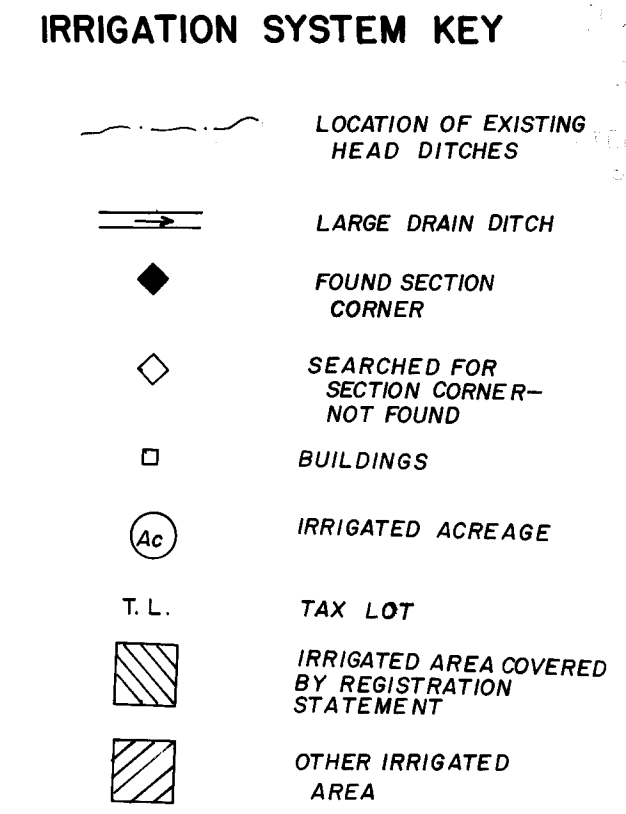 IRRIGATION SYSTEM KEY
LOCATION OF EXISTING
HEAD DITCHES
LARGE DRAIN DITCH
FOUND SECTION
CORNER
SEARCHED FOR
SECTION CORNER—
NOT FOUND
BUILDINGS
Ac
IRRIGATED ACREAGE
T. L.
TAX LOT
IRRIGATED AREA COVERED
BY REGISTRATION
STATEMENT
OTHER IRRIGATED
AREA